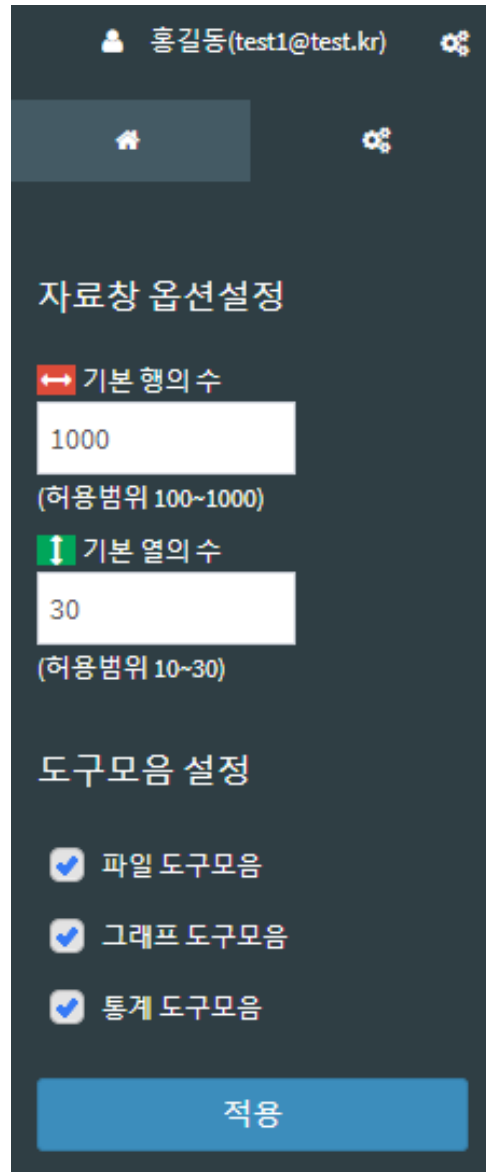 홍길동(test1@test.kr)
자료창 옵션설정
기본 행의 수
1000
(허용범위 100~1000)
기본 열의 수
30
(허용범위 10~30)
도구모음 설정
파일 도구모음
그래프 도구모음
통계 도구모음
적용